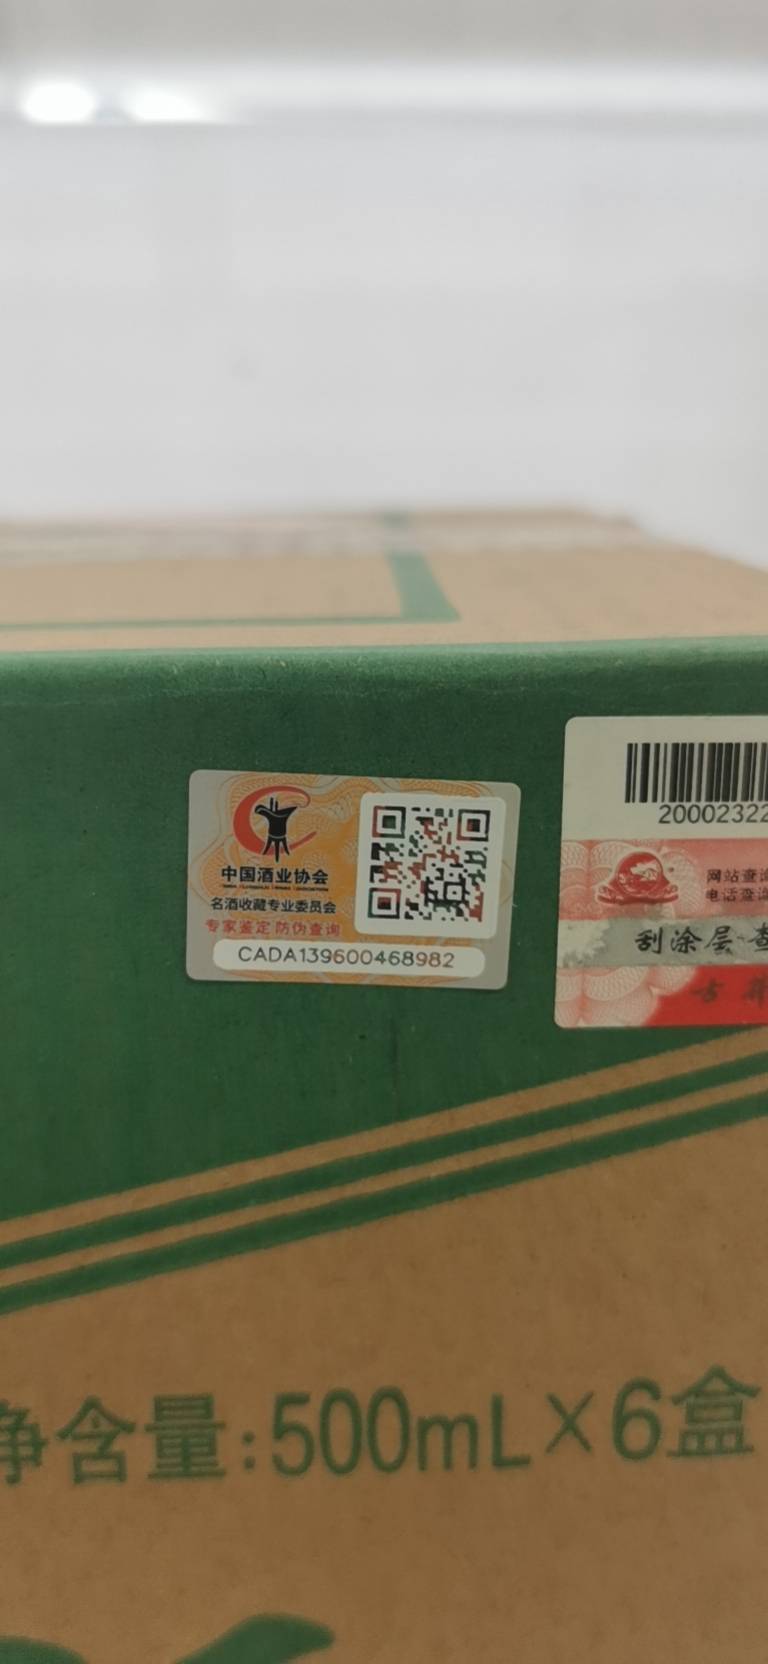 中国酒业协会
名酒收藏专业委员会
专家鉴定 防伪查询
CADA139600468982
20002322
网站查询
电话查询
刮涂层·查
古井
净含量:500mL×6盒